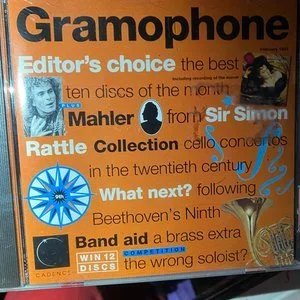 Gramophone
February 1997
Editor's choice the best
including recording of the month
ten discs of the month
PLUS
Mahler from Sir Simon
Rattle Collection cello concertos
in the twentieth century
What next? following
Beethoven's Ninth
Band aid a brass extra
COMPETITION
WIN 12
DISCS
the wrong soloist?
CADENCE